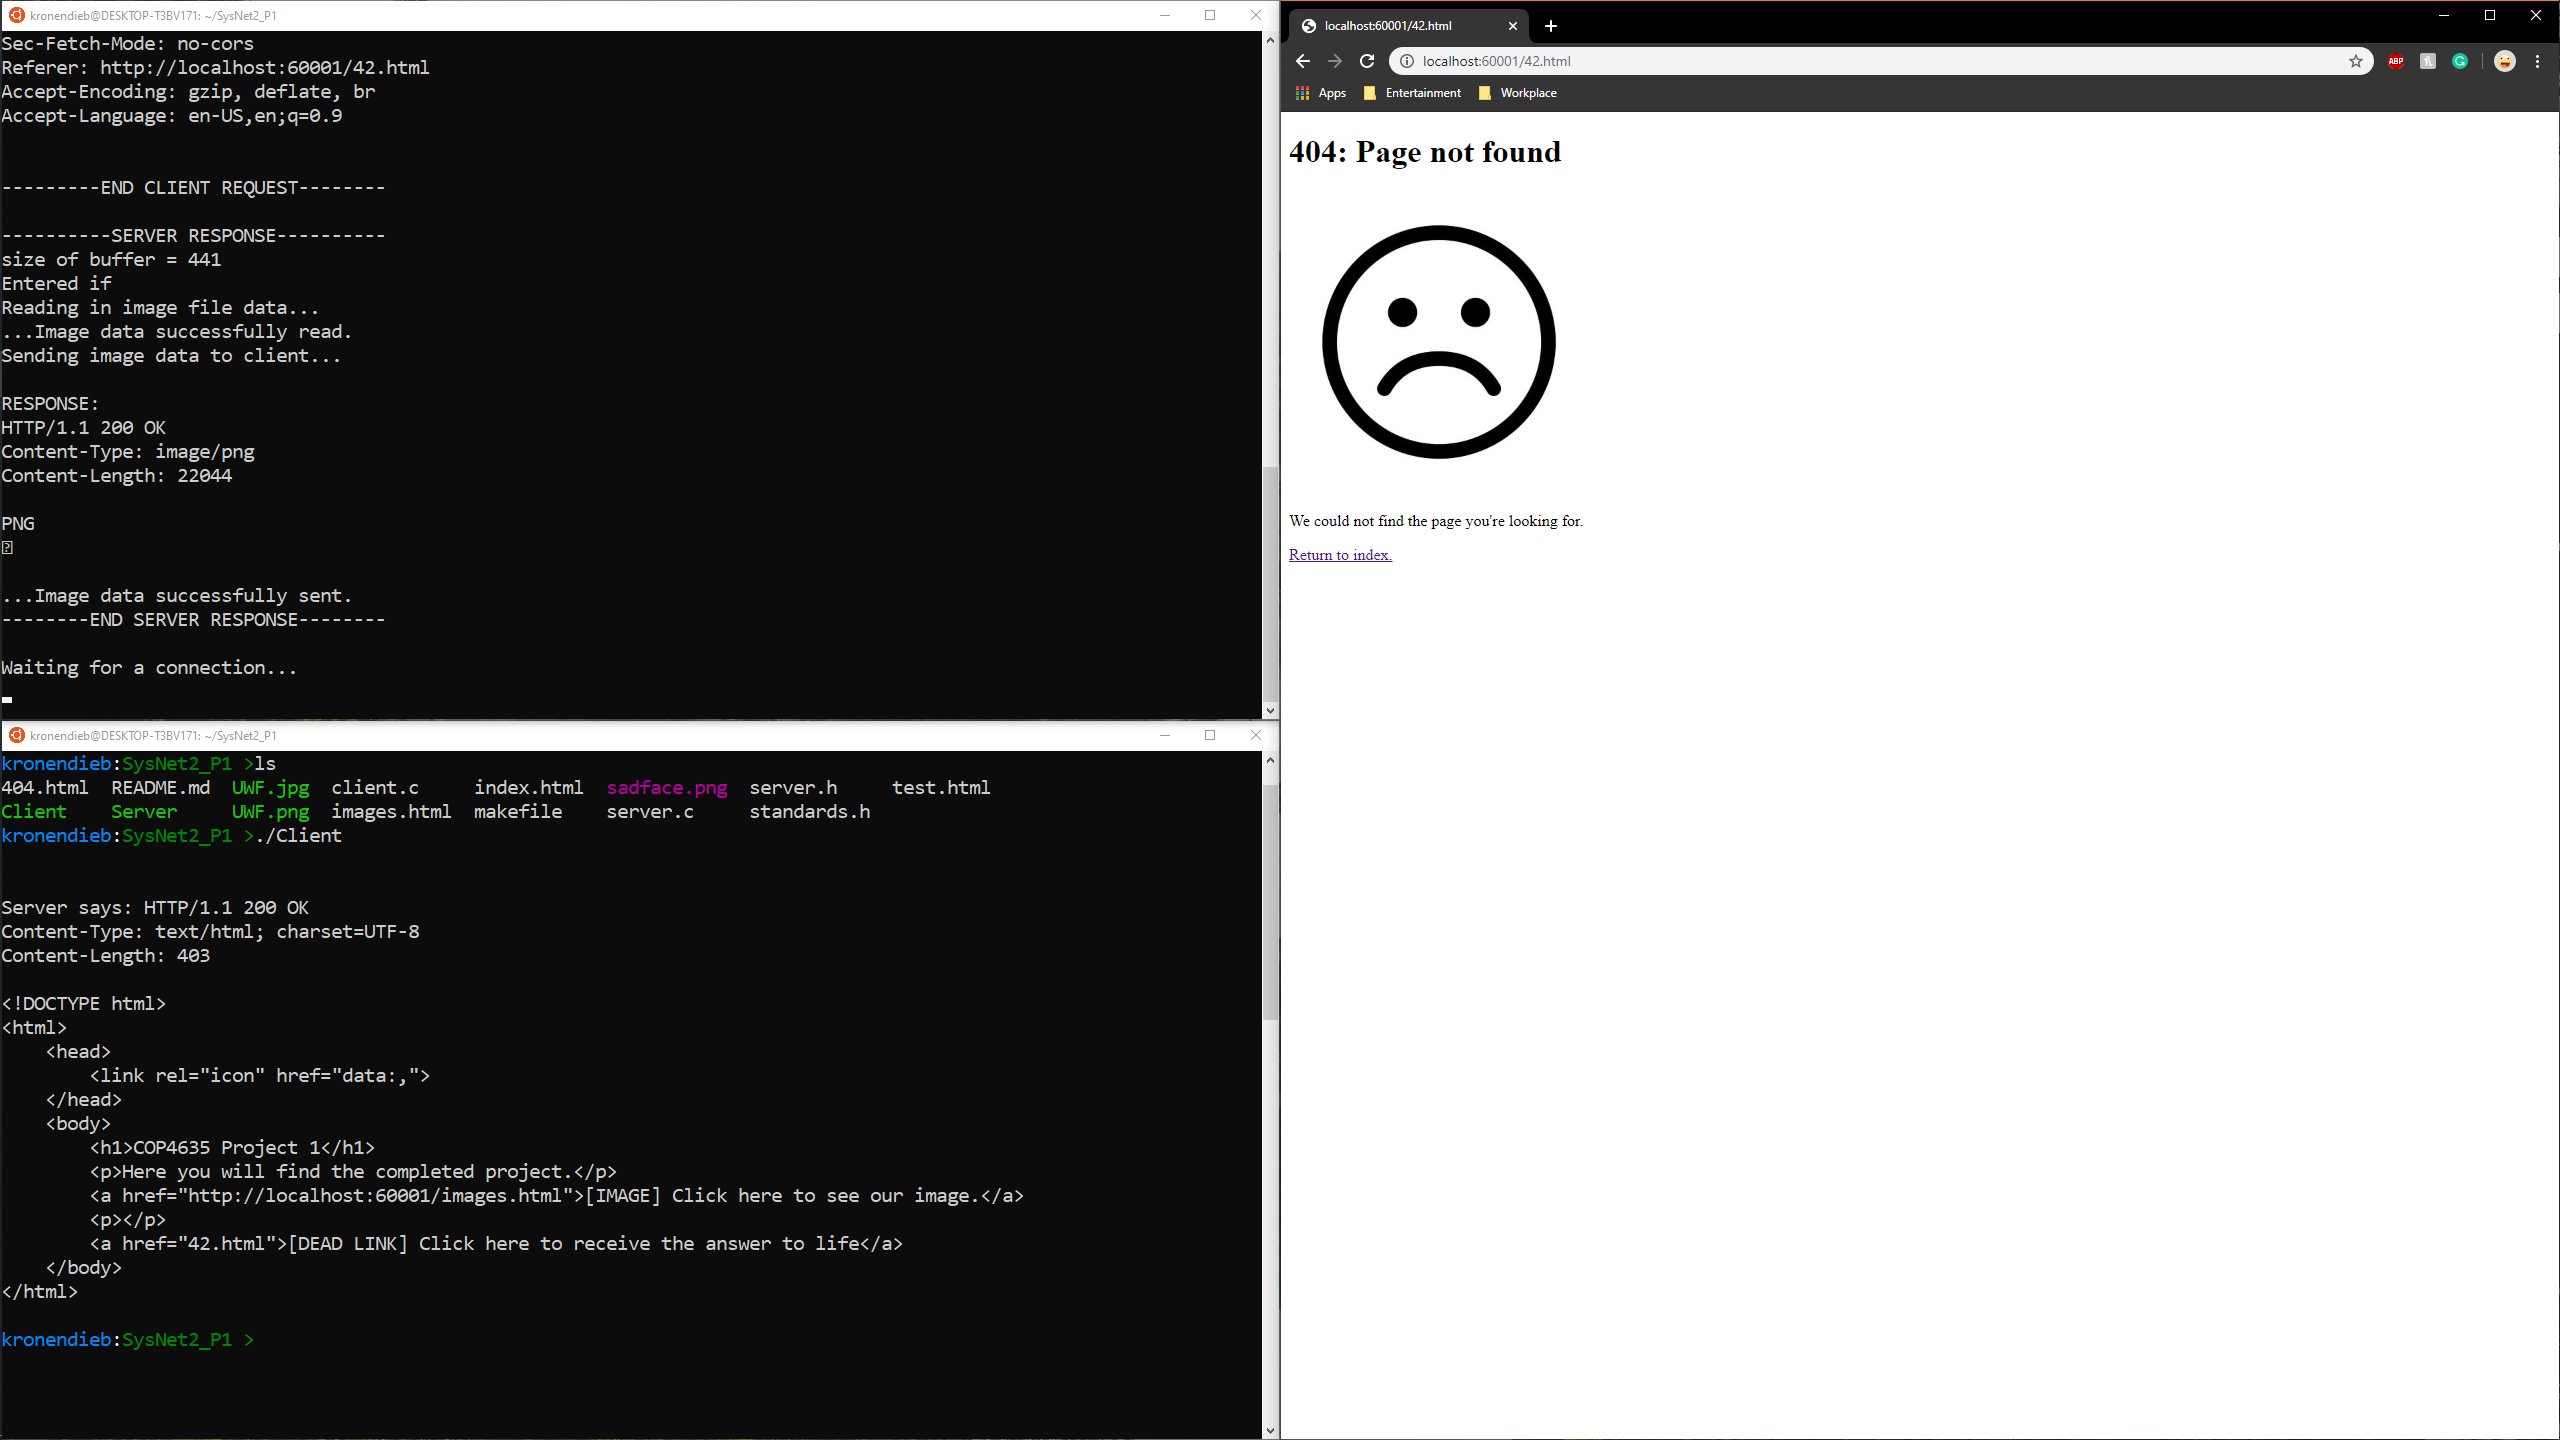 kronendieb@DESKTOP-T3BV171: ~/SysNet2_P1
Sec-Fetch-Mode: no-cors
Referer: http://localhost:60001/42.html
Accept-Encoding: gzip, deflate, br
Accept-Language: en-US,en;q=0.9
---------END CLIENT REQUEST--------
----------SERVER RESPONSE----------
size of buffer = 441
Entered if
Reading in image file data...
...Image data successfully read.
Sending image data to client...
RESPONSE:
HTTP/1.1 200 OK
Content-Type: image/png
Content-Length: 22044
PNG
...Image data successfully sent.
--------END SERVER RESPONSE--------
Waiting for a connection...
kronendieb@DESKTOP-T3BV171: ~/SysNet2_P1
kronendieb:SysNet2_P1 >ls
404.html  README.md  UWF.jpg  client.c     index.html  sadface.png  server.h     test.html
Client    Server     UWF.png  images.html  makefile    server.c     standards.h
kronendieb:SysNet2_P1 >./Client
Server says: HTTP/1.1 200 OK
Content-Type: text/html; charset=UTF-8
Content-Length: 403
<!DOCTYPE html>
<html>
    <head>
        <link rel="icon" href="data:,">
    </head>
    <body>
        <h1>COP4635 Project 1</h1>
        <p>Here you will find the completed project.</p>
        <a href="http://localhost:60001/images.html">[IMAGE] Click here to see our image.</a>
        <p></p>
        <a href="42.html">[DEAD LINK] Click here to receive the answer to life</a>
    </body>
</html>
kronendieb:SysNet2_P1 >
localhost:60001/42.html
localhost:60001/42.html
ABP
Apps Entertainment Workplace
404: Page not found
We could not find the page you're looking for.
Return to index.